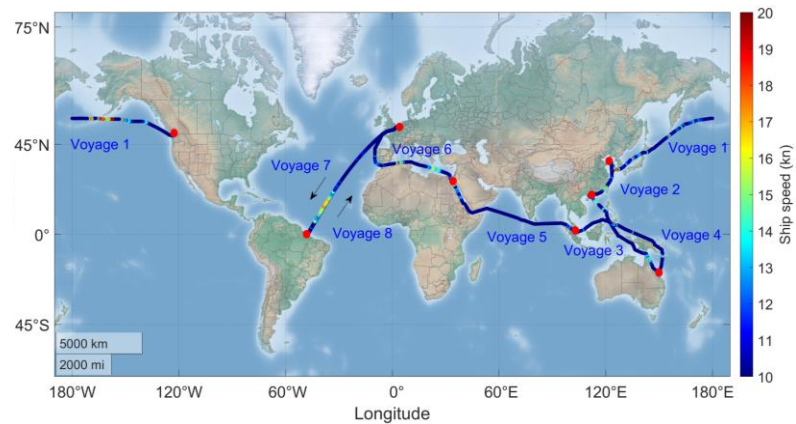 75°N
45°N
0°
45°S
Voyage 1
Voyage 7
Voyage 6
Voyage 8
Voyage 1
Voyage 2
Voyage 5
Voyage 3
Voyage 4
5000 km
2000 mi
180°W
120°W
60°W
0°
60°E
120°E
180°E
Longitude
20
19
18
17
16
15
14
13
12
11
10
Ship speed (kn)